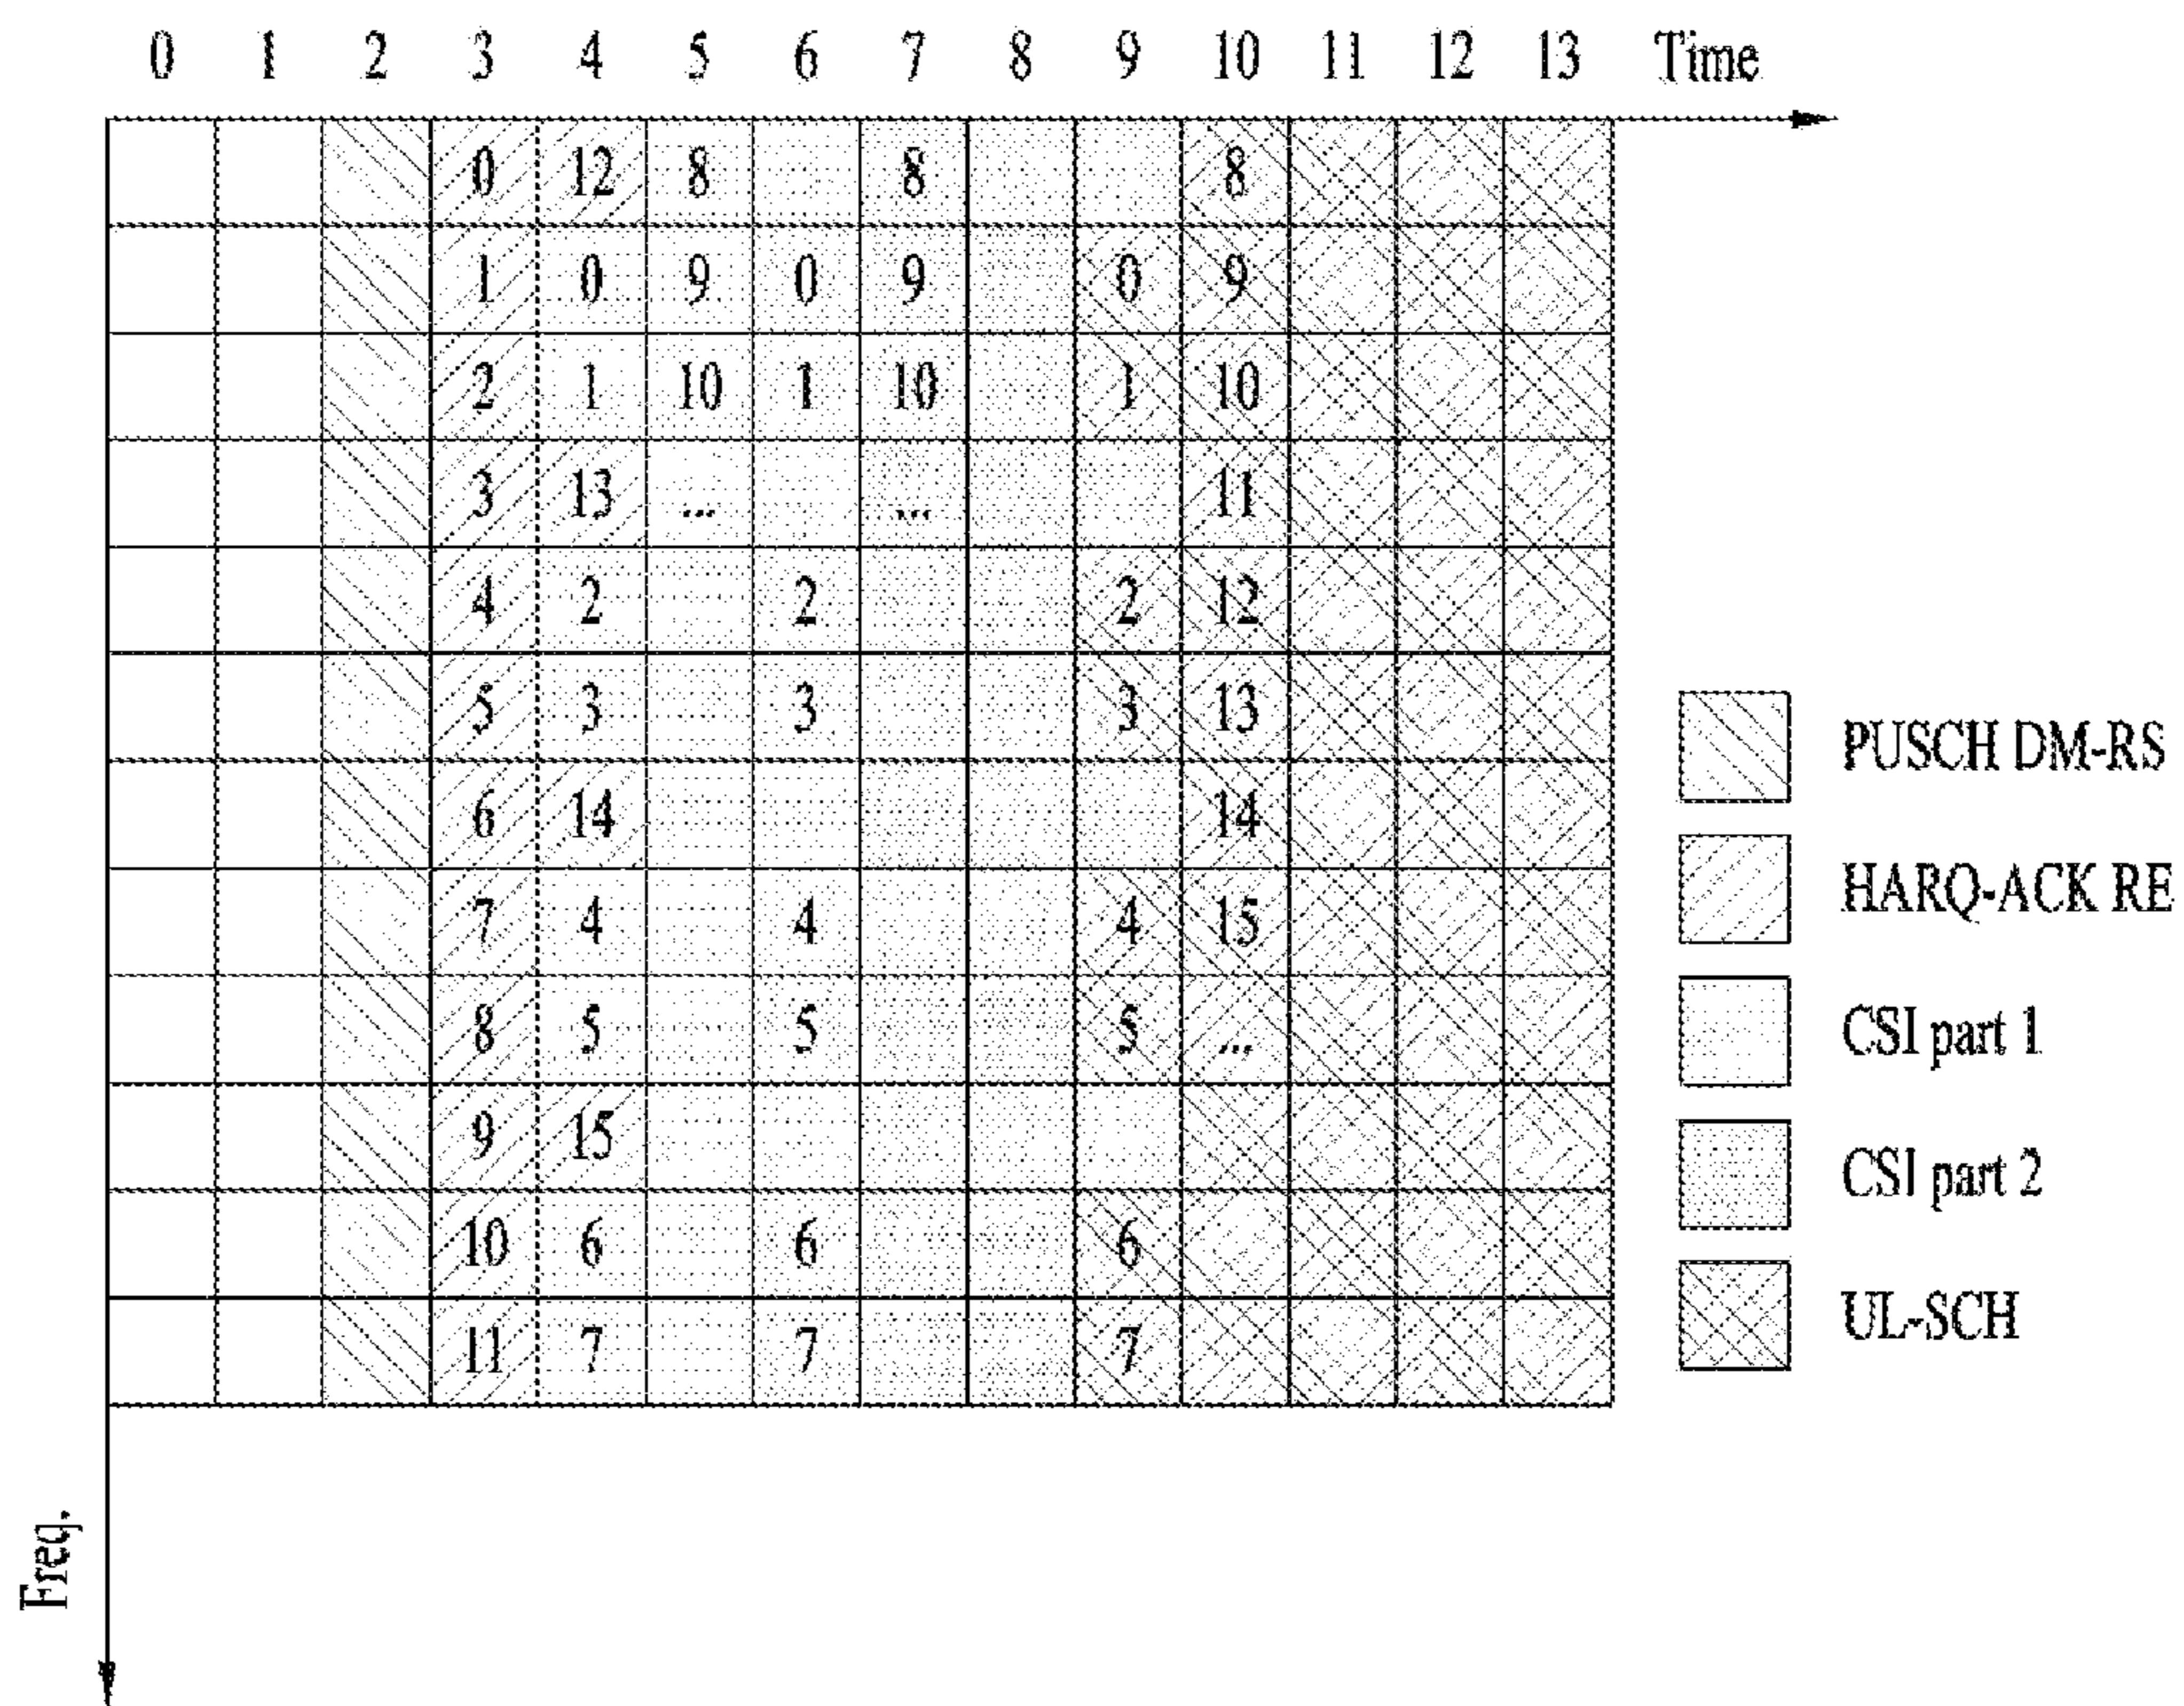 0 1 2 3 4 5 6 7 8 9 10 11 12 13 Time
0 12 8 8 8
1 0 9 0 9 0 9
2 1 10 1 10 1 10
3 13 ... ... 11
4 2 2 2 12
5 3 3 3 13
6 14 14
7 4 4 4 15
8 5 5 5 ...
9 15
10 6 6 6
11 7 7 7
PUSCH DM-RS
HARQ-ACK RE
CSI part 1
CSI part 2
UL-SCH
Freq.